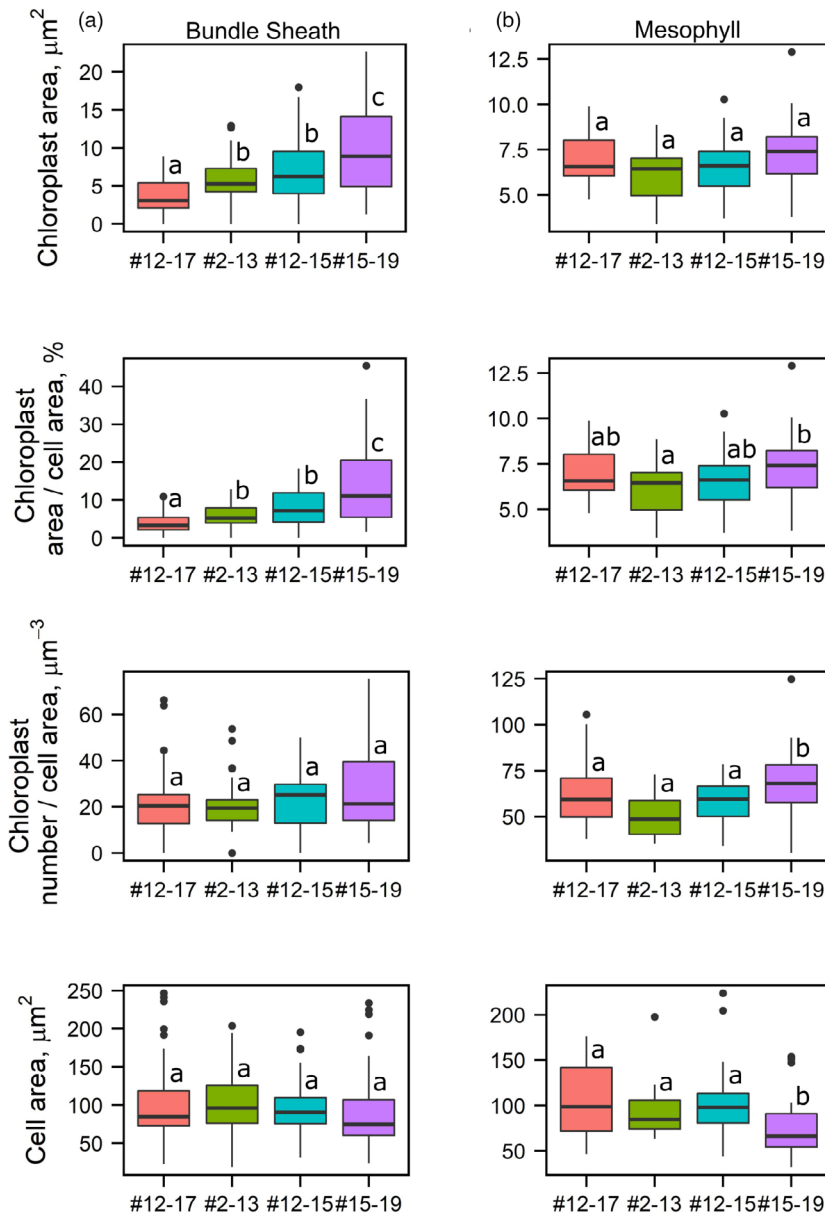 (a)
Bundle Sheath
(b)
Mesophyll
Chloroplast area, μm²
20
15
10
5
0
a
b
b
c
#12-17 #2-13 #12-15 #15-19
12.5
10.0
7.5
5.0
a
a
a
a
#12-17 #2-13 #12-15 #15-19
Chloroplast
area / cell area, %
40
30
20
10
0
a
b
b
c
#12-17 #2-13 #12-15 #15-19
12.5
10.0
7.5
5.0
ab
a
ab
b
#12-17 #2-13 #12-15 #15-19
Chloroplast
number / cell area, μm⁻³
60
40
20
0
a
a
a
a
#12-17 #2-13 #12-15 #15-19
125
100
75
50
a
a
a
b
#12-17 #2-13 #12-15 #15-19
Cell area, μm²
250
200
150
100
50
a
a
a
a
#12-17 #2-13 #12-15 #15-19
200
150
100
50
a
a
a
b
#12-17 #2-13 #12-15 #15-19